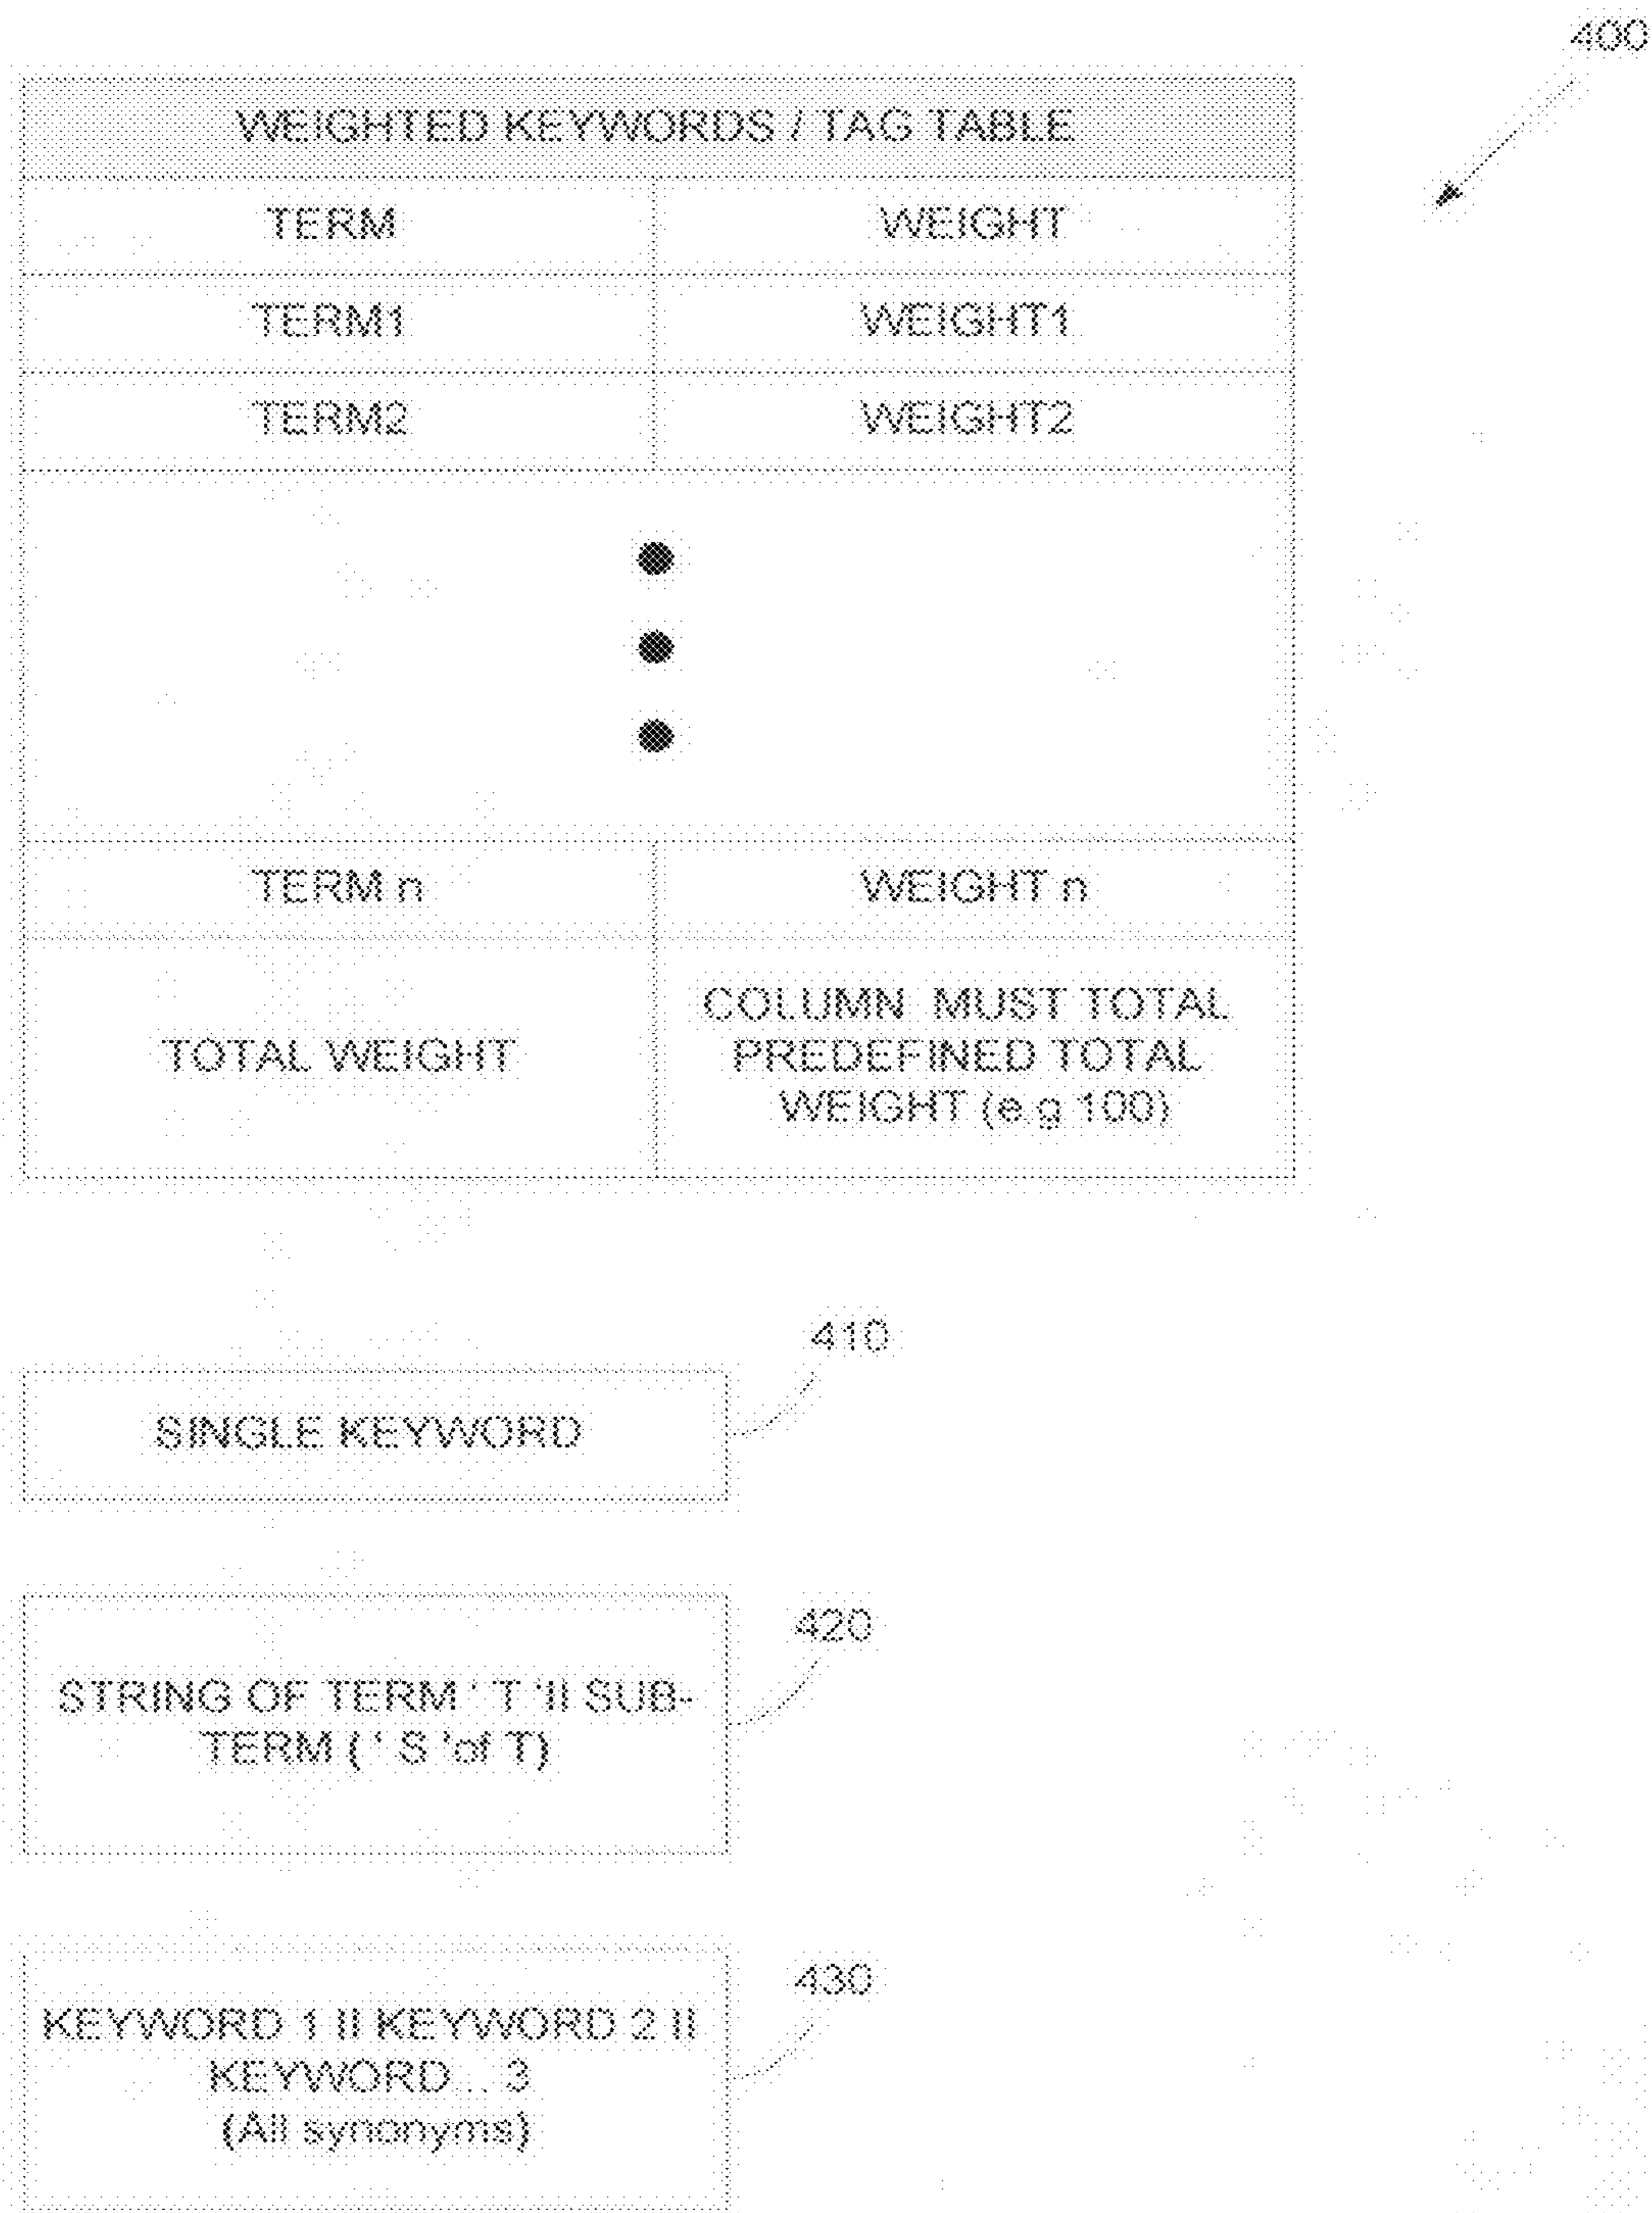 400
WEIGHTED KEYWORDS / TAG TABLE
TERM WEIGHT
TERM1 WEIGHT1
TERM2 WEIGHT2
TERM n WEIGHT n
TOTAL WEIGHT
COLUMN MUST TOTAL
PREDEFINED TOTAL
WEIGHT (e.g 100)
410
SINGLE KEYWORD
420
STRING OF TERM ' T 'II SUB-
TERM ( ' S 'of T)
430
KEYWORD 1 II KEYWORD 2 II
KEYWORD... 3
(All synonyms)